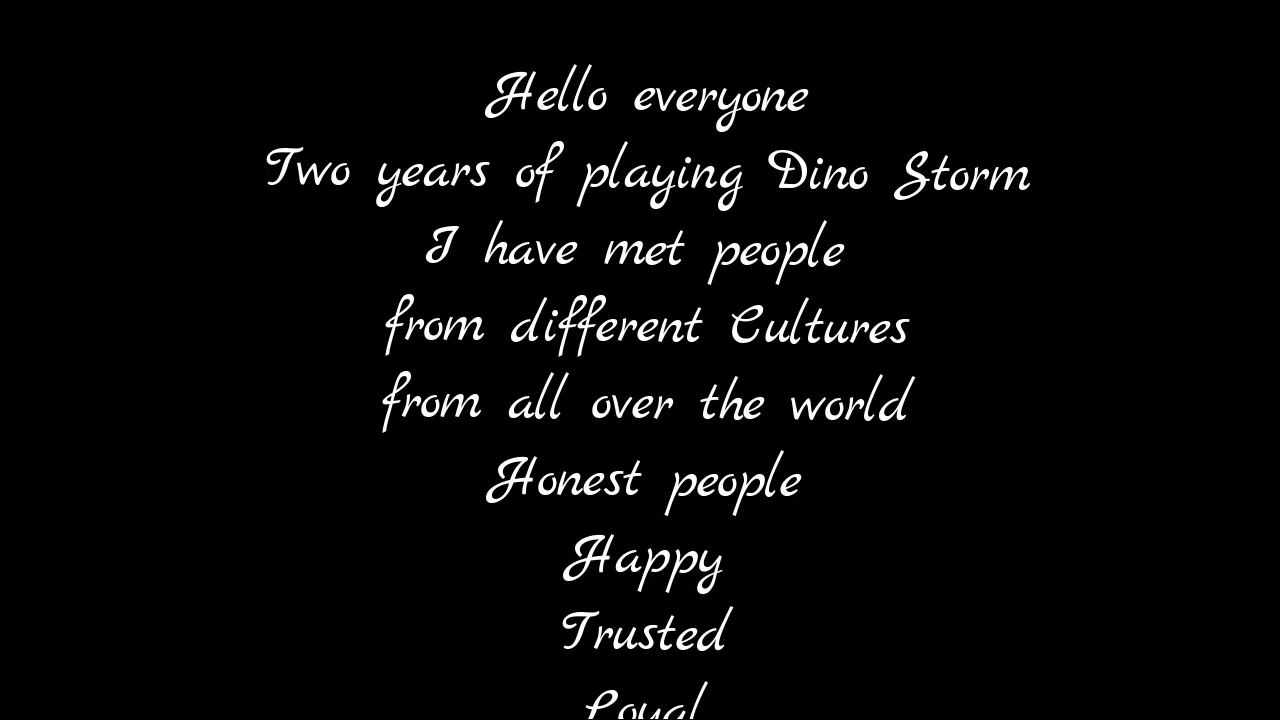 Hello everyone
Two years of playing Dino Storm
I have met people
from different Cultures
from all over the world
Honest people
Happy
Trusted
Loyal